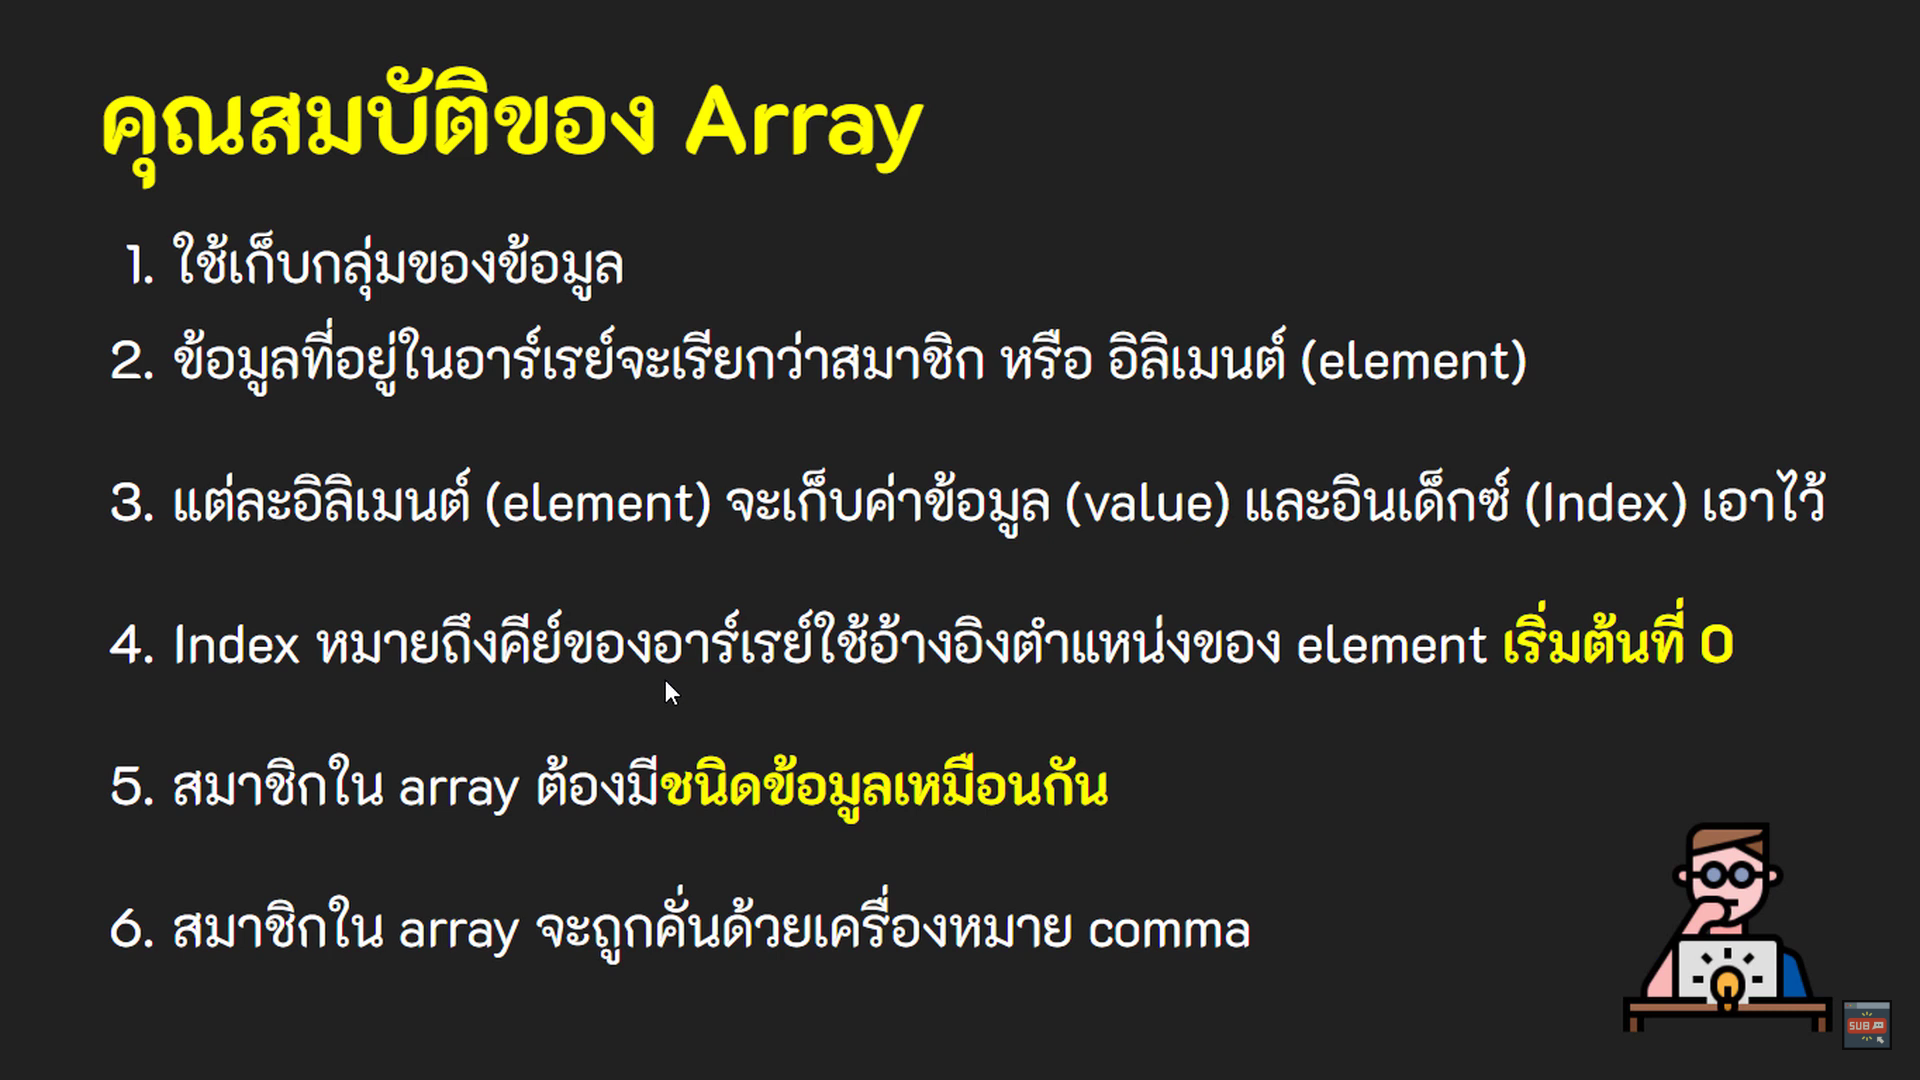 คุณสมบัติของ Array
1. ใช้เก็บกลุ่มของข้อมูล
2. ข้อมูลที่อยู่ในอาร์เรย์จะเรียกว่าสมาชิก หรือ อิลิเมนต์ (element)
3. แต่ละอิลิเมนต์ (element) จะเก็บค่าข้อมูล (value) และอินเด็กซ์ (Index) เอาไว้
4. Index หมายถึงคีย์ของอาร์เรย์ใช้อ้างอิงตำแหน่งของ element เริ่มต้นที่ 0
5. สมาชิกใน array ต้องมีชนิดข้อมูลเหมือนกัน
6. สมาชิกใน array จะถูกคั่นด้วยเครื่องหมาย comma
SUB